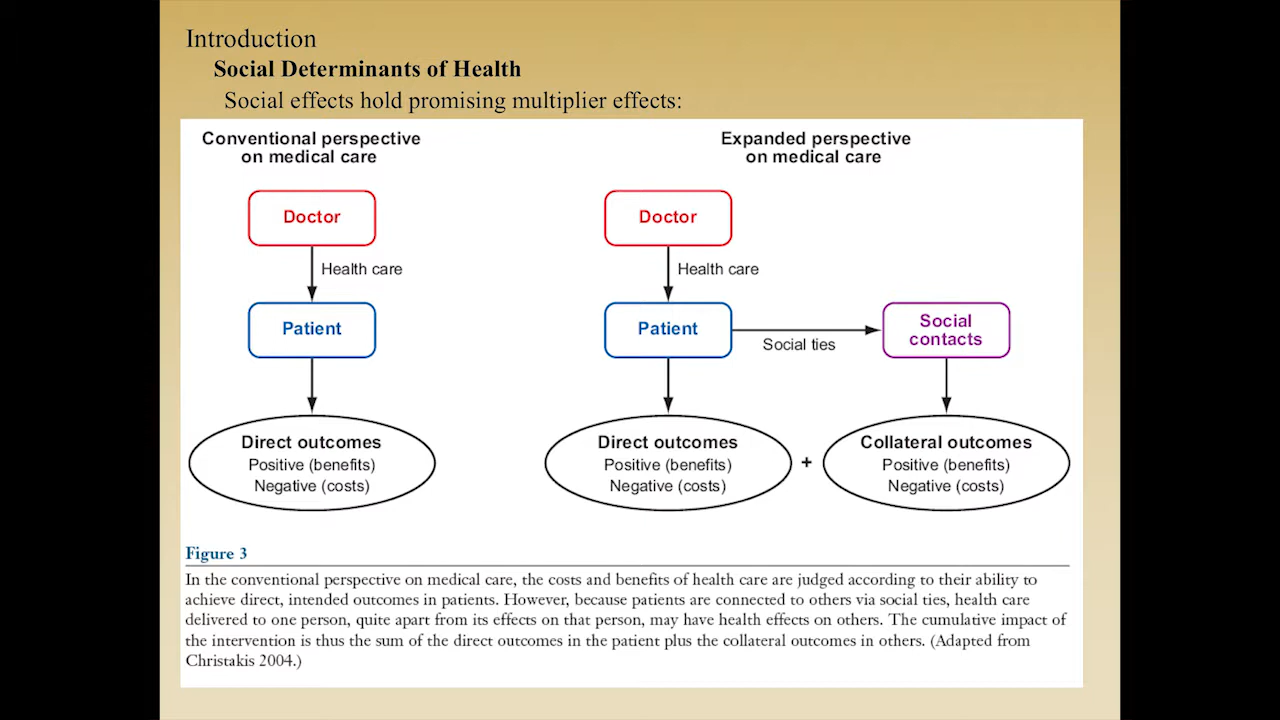 Introduction
Social Determinants of Health
Social effects hold promising multiplier effects:
Conventional perspective
on medical care
Doctor
Health care
Patient
Direct outcomes
Positive (benefits)
Negative (costs)
Expanded perspective
on medical care
Doctor
Health care
Patient
Social ties
Social
contacts
Direct outcomes
Positive (benefits)
Negative (costs)
+
Collateral outcomes
Positive (benefits)
Negative (costs)
Figure 3
In the conventional perspective on medical care, the costs and benefits of health care are judged according to their ability to
achieve direct, intended outcomes in patients. However, because patients are connected to others via social ties, health care
delivered to one person, quite apart from its effects on that person, may have health effects on others. The cumulative impact of
the intervention is thus the sum of the direct outcomes in the patient plus the collateral outcomes in others. (Adapted from
Christakis 2004.)